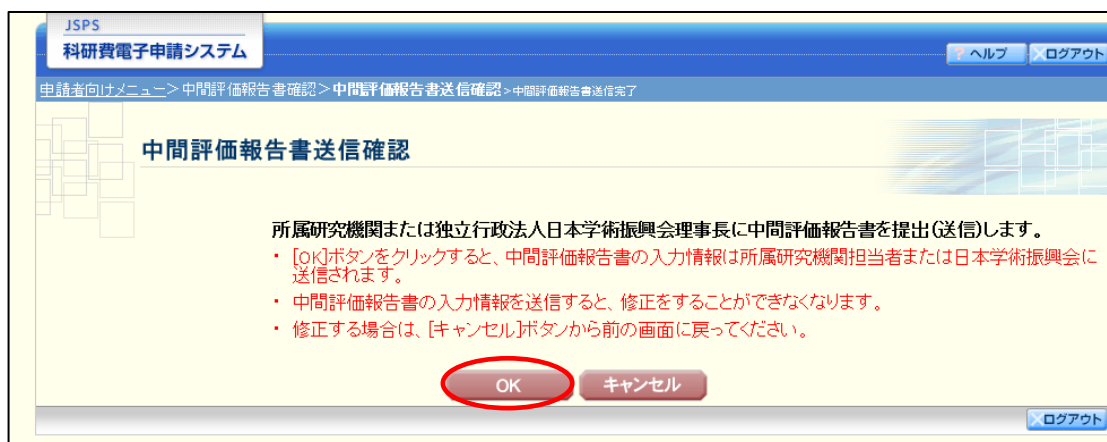 JSPS
科研費電子申請システム
? ヘルプ
×ログアウト
申請者向けメニュー>中間評価報告書確認>中間評価報告書送信確認>中間評価報告書送信完了
中間評価報告書送信確認
所属研究機関または独立行政法人日本学術振興会理事長に中間評価報告書を提出(送信)します。
・ [OK]ボタンをクリックすると、中間評価報告書の入力情報は所属研究機関担当者または日本学術振興会に
送信されます。
・ 中間評価報告書の入力情報を送信すると、修正をすることができなくなります。
・ 修正する場合は、[キャンセル]ボタンから前の画面に戻ってください。
OK
キャンセル
×ログアウト